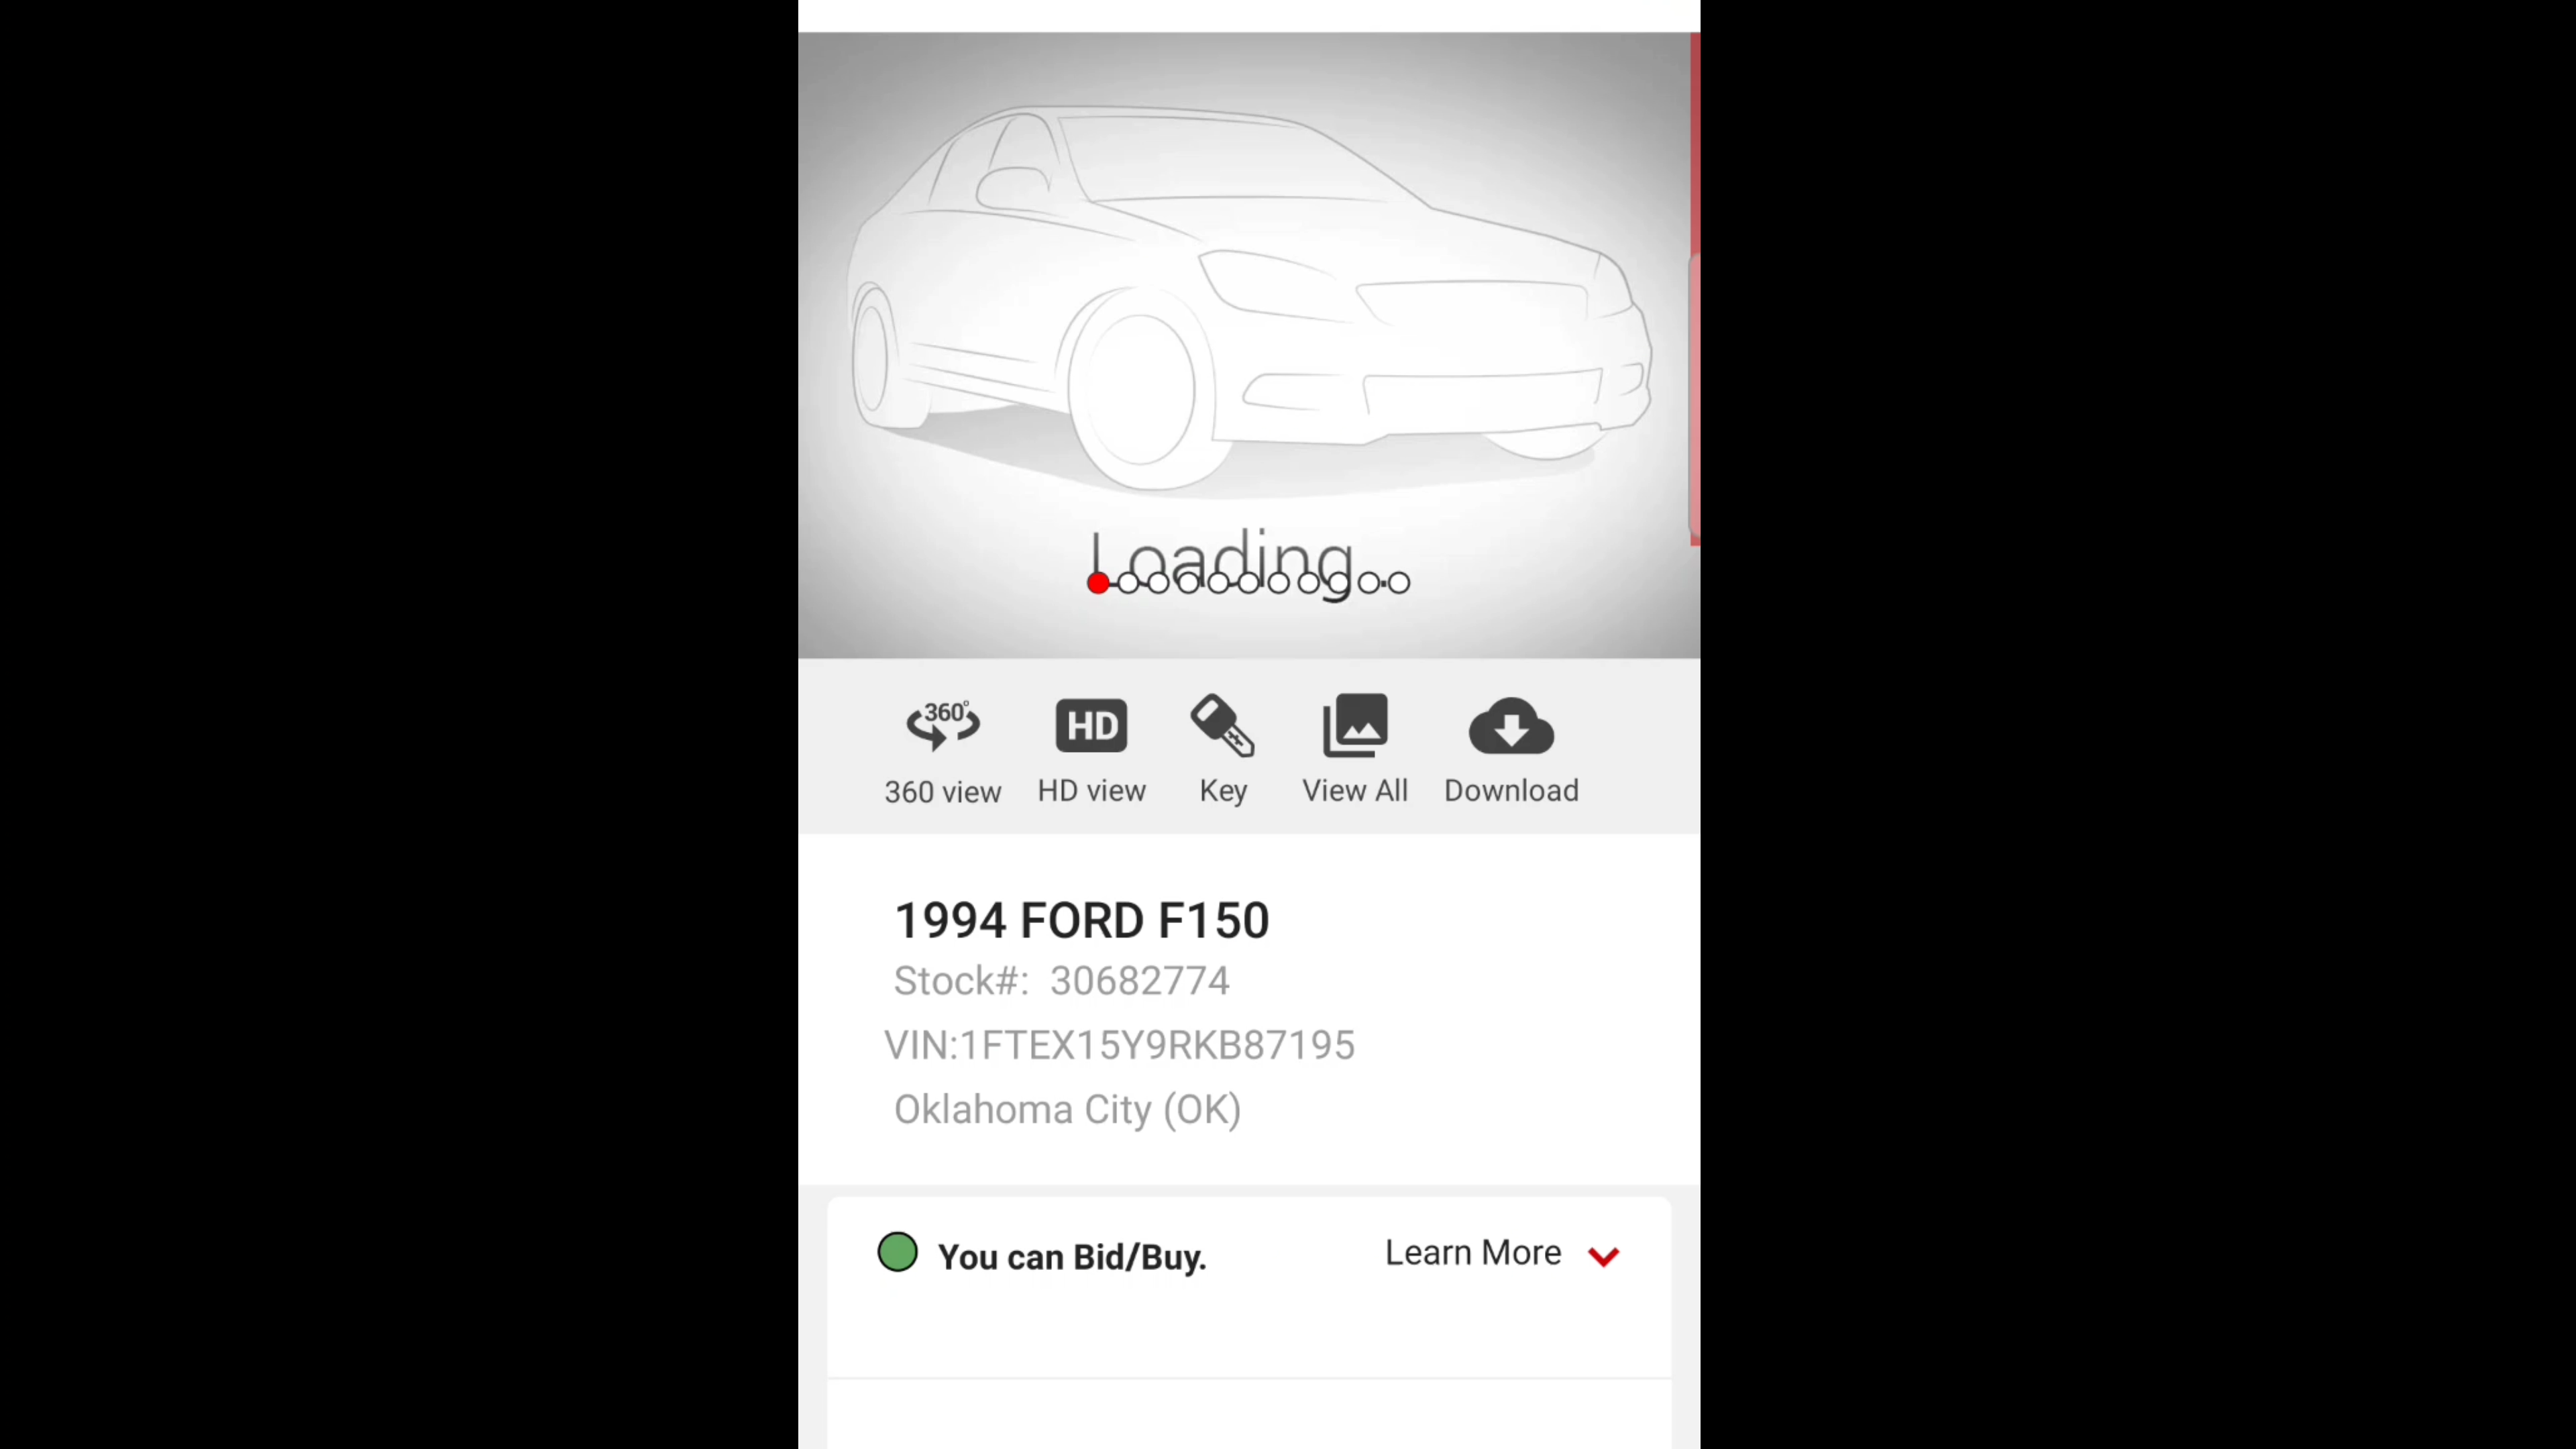 Loading...
360°
HD
360 view
HD view
Key
View All
Download
1994 FORD F150
Stock#: 30682774
VIN:1FTEX15Y9RKB87195
Oklahoma City (OK)
You can Bid/Buy.
Learn More